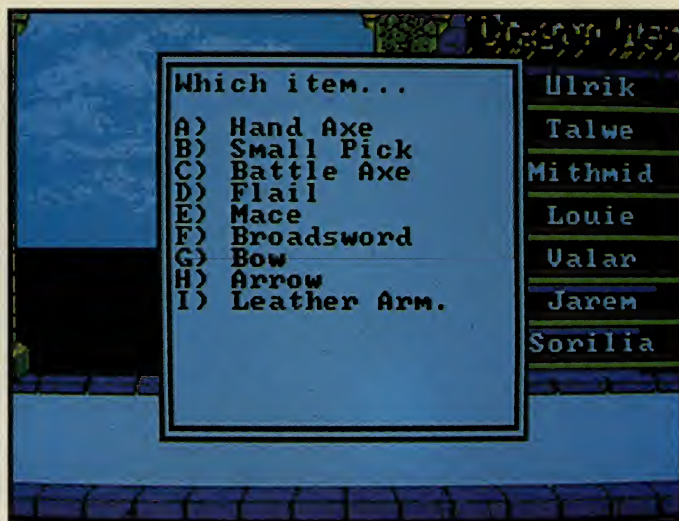 Which item...
A) Hand Axe
B) Small Pick
C) Battle Axe
D) Flail
E) Mace
F) Broadsword
G) Bow
H) Arrow
I) Leather Arm.
Ulrik
Talwe
Mithmid
Louie
Valar
Jarem
Sorilia